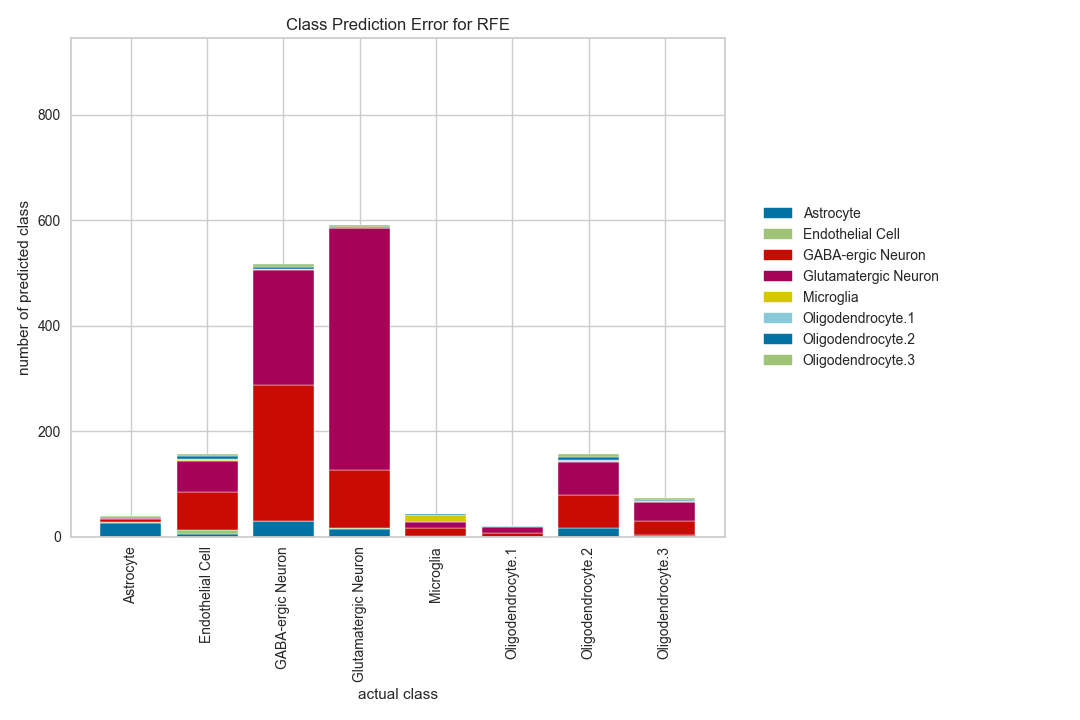 Class Prediction Error for RFE
number of predicted class
800
600
400
200
0
Astrocyte
Endothelial Cell
GABA-ergic Neuron
Glutamatergic Neuron
Microglia
Oligodendrocyte.1
Oligodendrocyte.2
Oligodendrocyte.3
actual class
Astrocyte
Endothelial Cell
GABA-ergic Neuron
Glutamatergic Neuron
Microglia
Oligodendrocyte.1
Oligodendrocyte.2
Oligodendrocyte.3